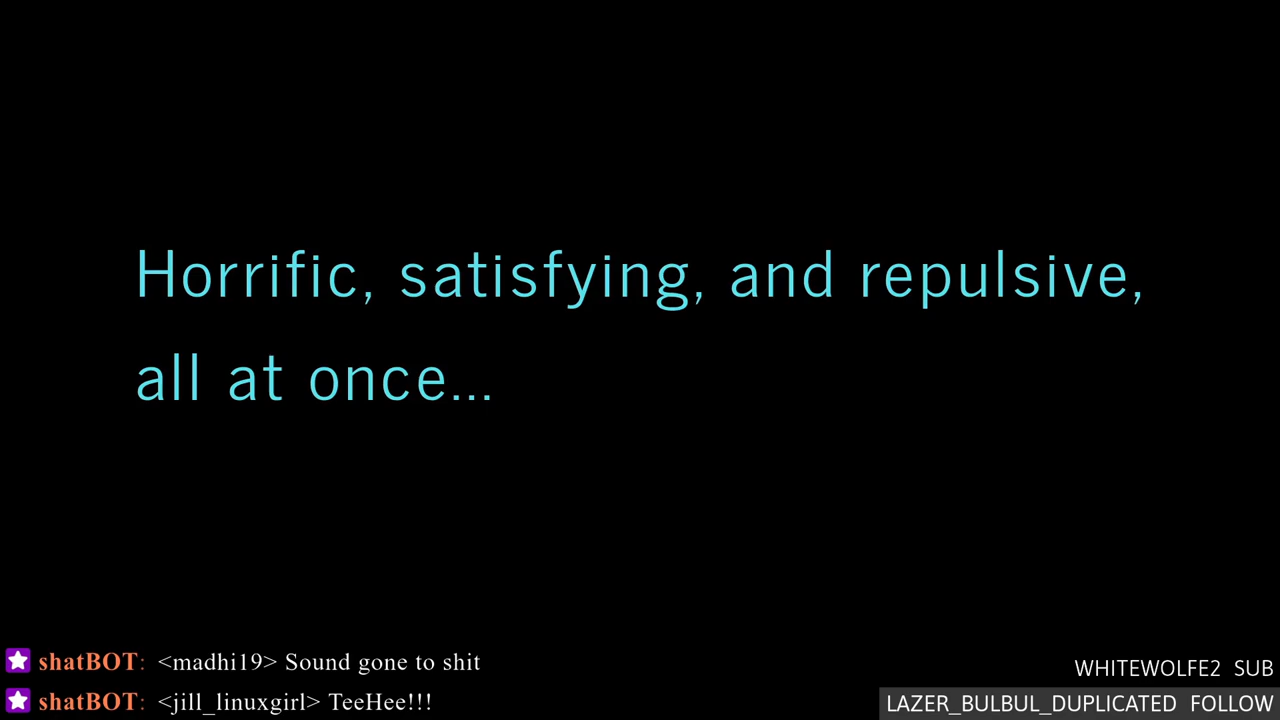 Horrific, satisfying, and repulsive,
all at once...
shatBOT: <madhi19> Sound gone to shit
shatBOT: <jill_linuxgirl> TeeHee!!!
WHITEWOLFE2 SUB
LAZER_BULBUL_DUPLICATED FOLLOW